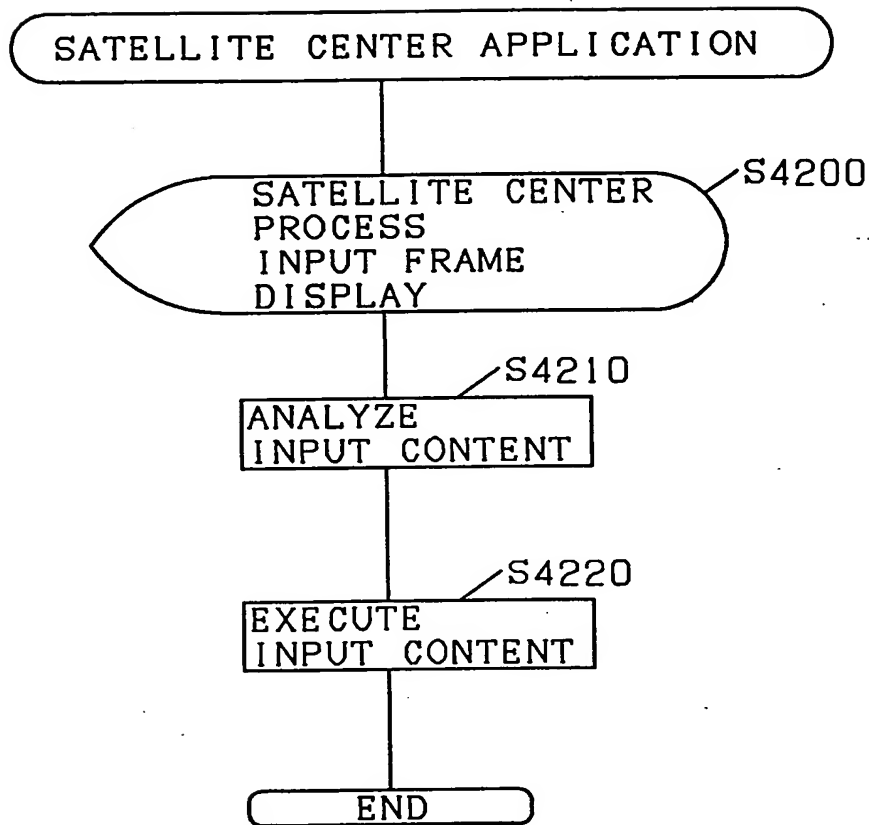 SATELLITE CENTER APPLICATION
S4200
SATELLITE CENTER
PROCESS
INPUT FRAME
DISPLAY
S4210
ANALYZE
INPUT CONTENT
S4220
EXECUTE
INPUT CONTENT
END